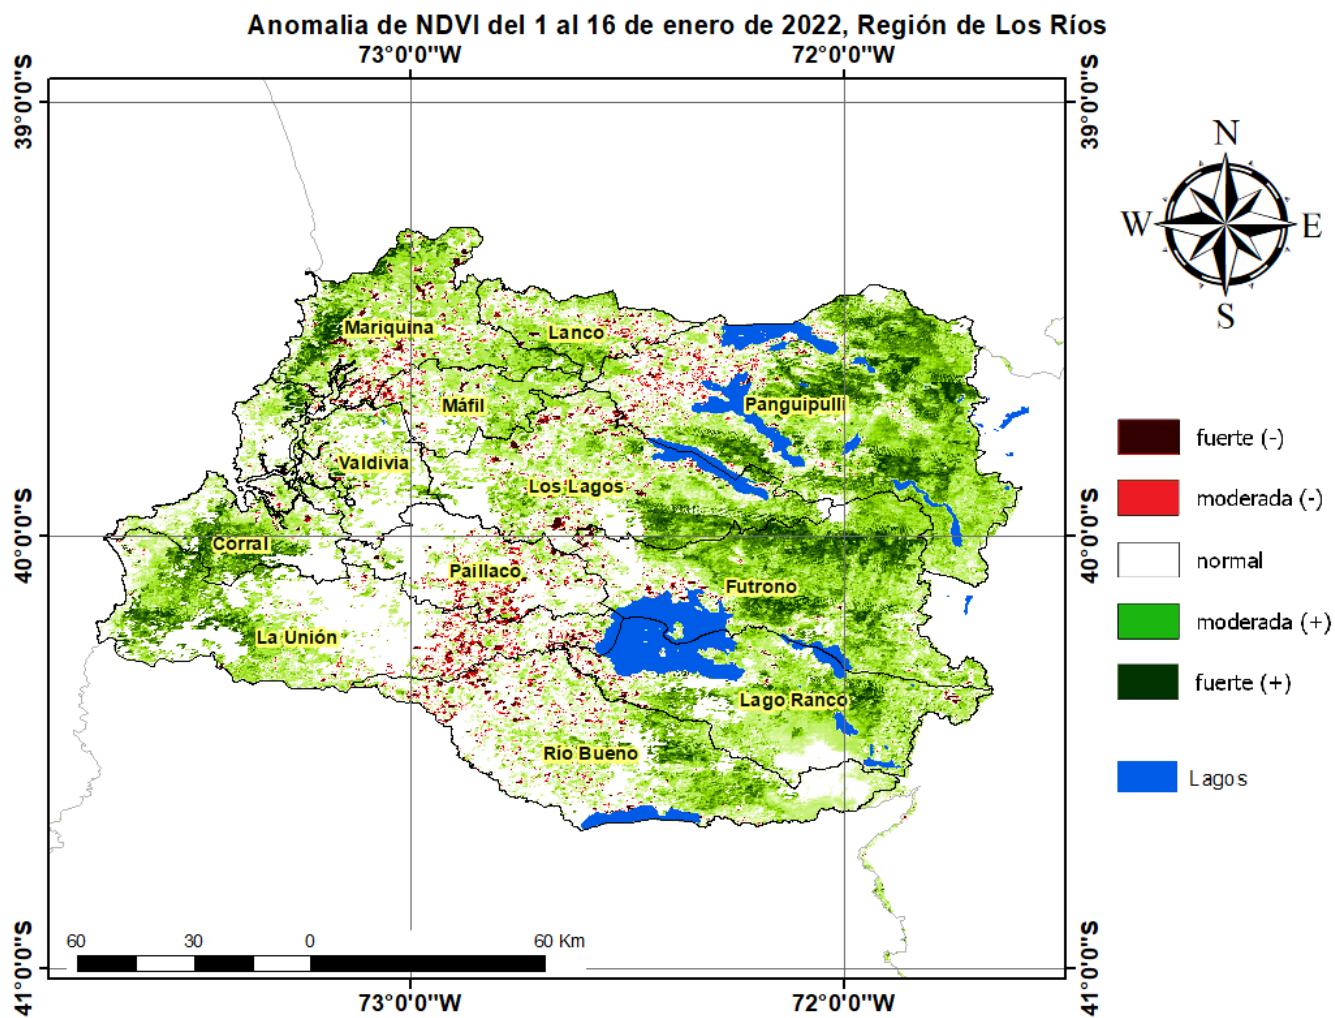 Anomalia de NDVI del 1 al 16 de enero de 2022, Región de Los Ríos
73°0'0"W
72°0'0"W
39°0'0"S
39°0'0"S
N
W
E
S
Mariquina
Lanco
Máfil
Panguipulli
Valdivia
Los Lagos
40°0'0"S
40°0'0"S
Corral
Paillaco
Futrono
La Unión
Lago Ranco
Río Bueno
fuerte (-)
moderada (-)
normal
moderada (+)
fuerte (+)
Lagos
60
30
0
60 Km
41°0'0"S
41°0'0"S
73°0'0"W
72°0'0"W